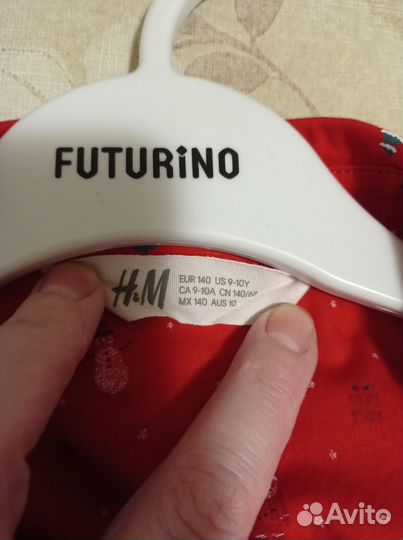 FUTURiNO
H&M
EUR 140 US 9-10Y
CA 9-10A CN 140/68
MX 140 AUS 10
Avito